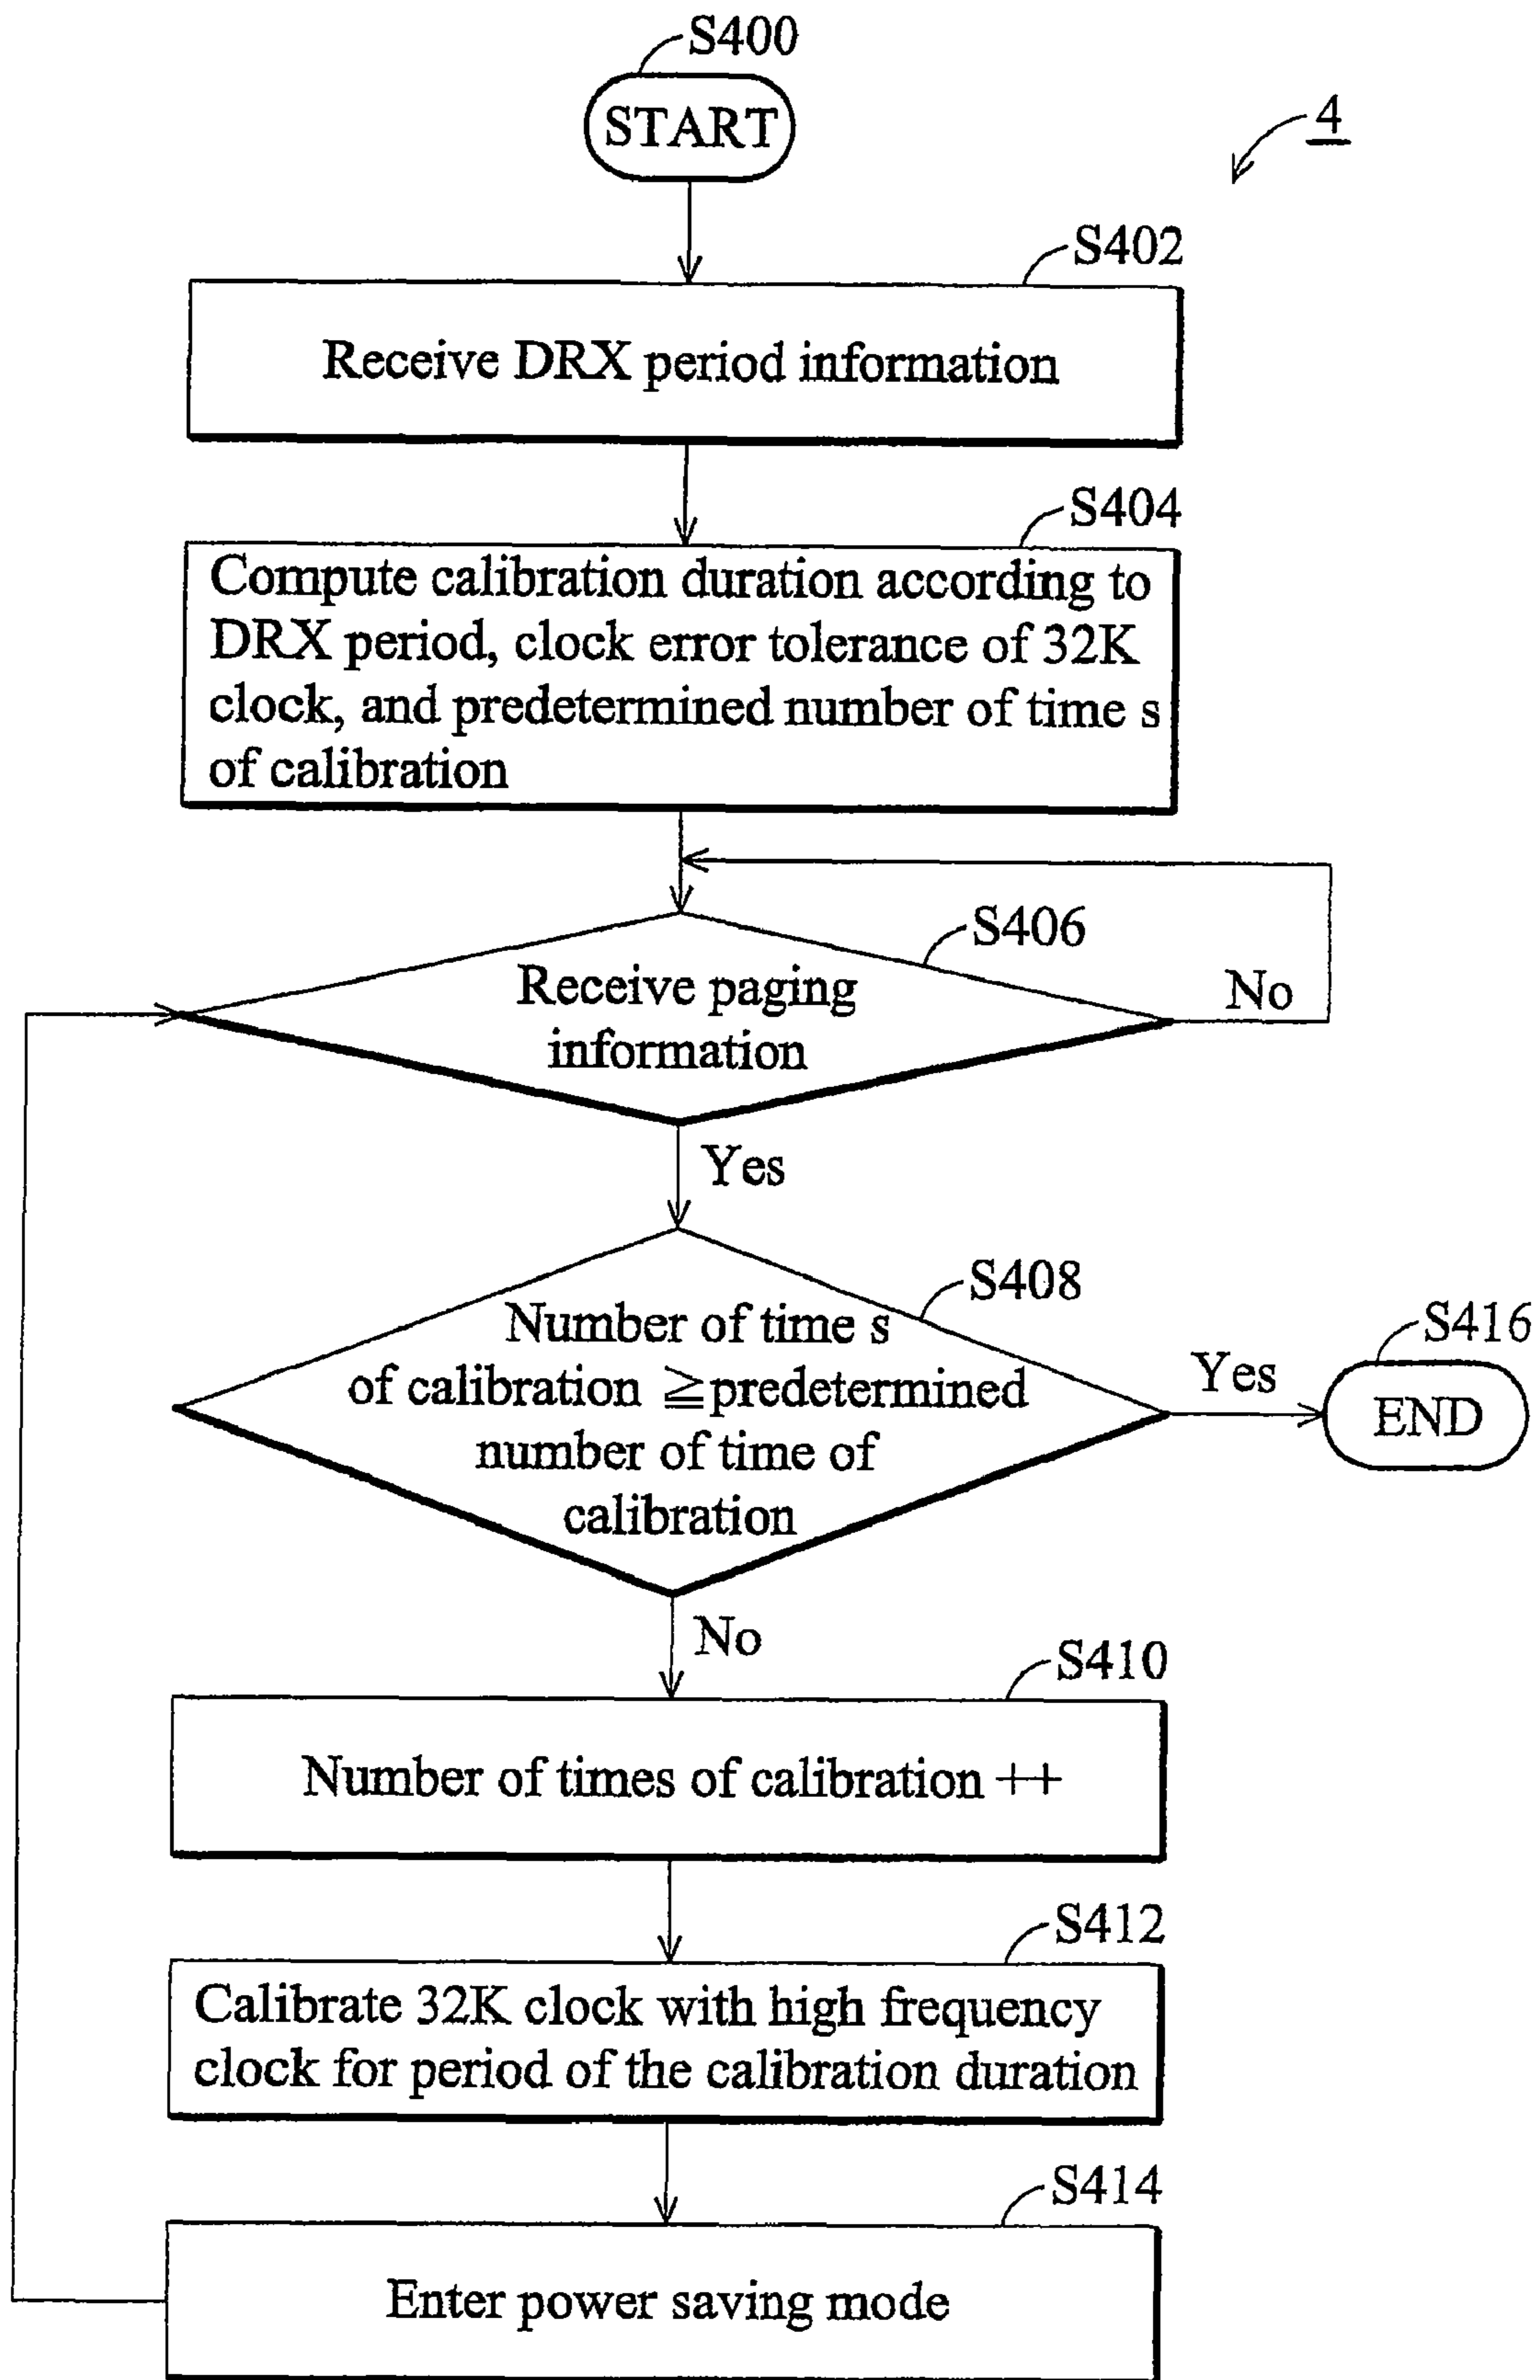 S400
START
4
S402
Receive DRX period information
S404
Compute calibration duration according to
DRX period, clock error tolerance of 32K
clock, and predetermined number of time s
of calibration
S406
Receive paging
information
No
Yes
S408
Number of time s
of calibration ≧predetermined
number of time of
calibration
Yes
S416
END
No
S410
Number of times of calibration ++
S412
Calibrate 32K clock with high frequency
clock for period of the calibration duration
S414
Enter power saving mode